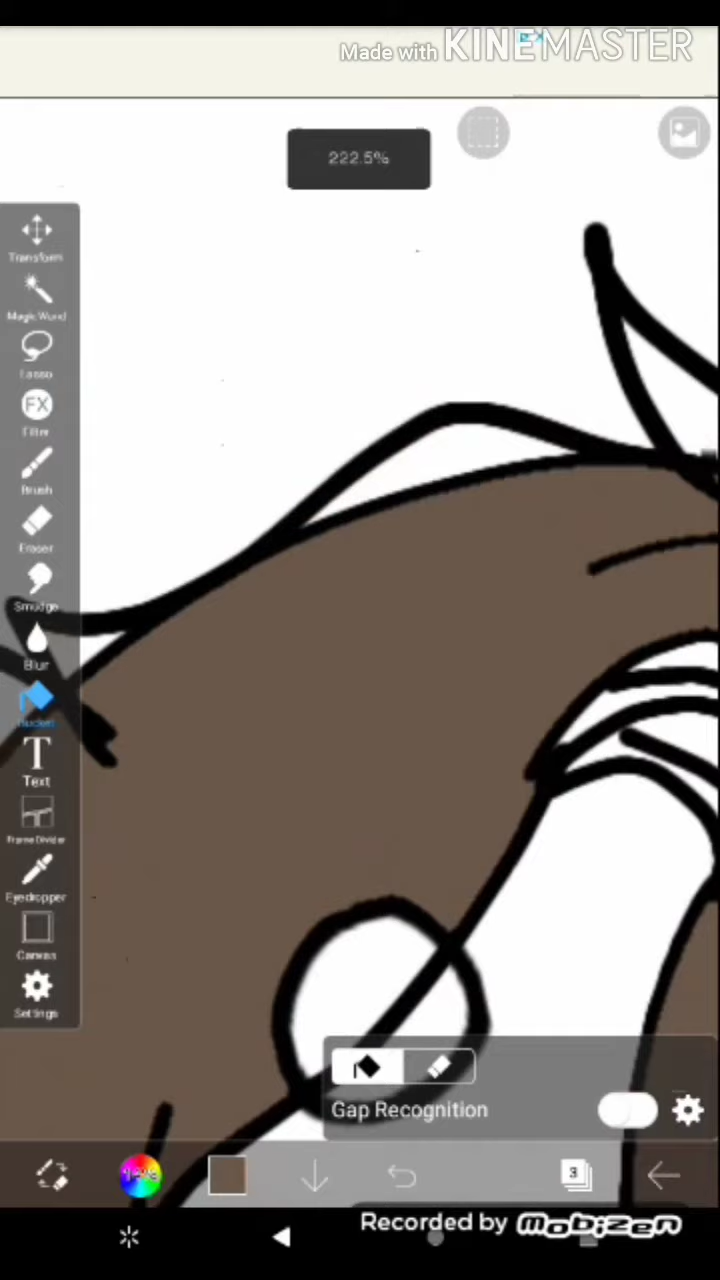 Made with KINEMASTER
222.5%
Transform
Magic Wand
Lasso
FX
Filter
Brush
Eraser
Smudge
Blur
Bucket
T
Text
Frame Divider
Eyedropper
Canvas
Settings
Gap Recognition
3
Recorded by mobizen